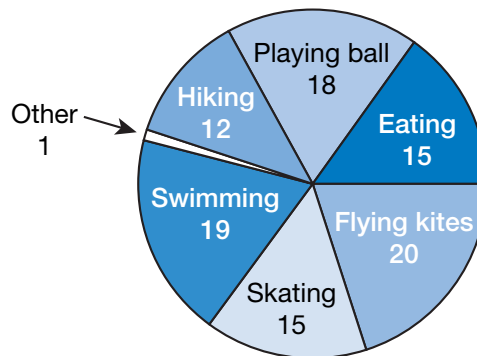 Playing ball
18
Hiking
12
Other
1
Eating
15
Swimming
19
Flying kites
20
Skating
15